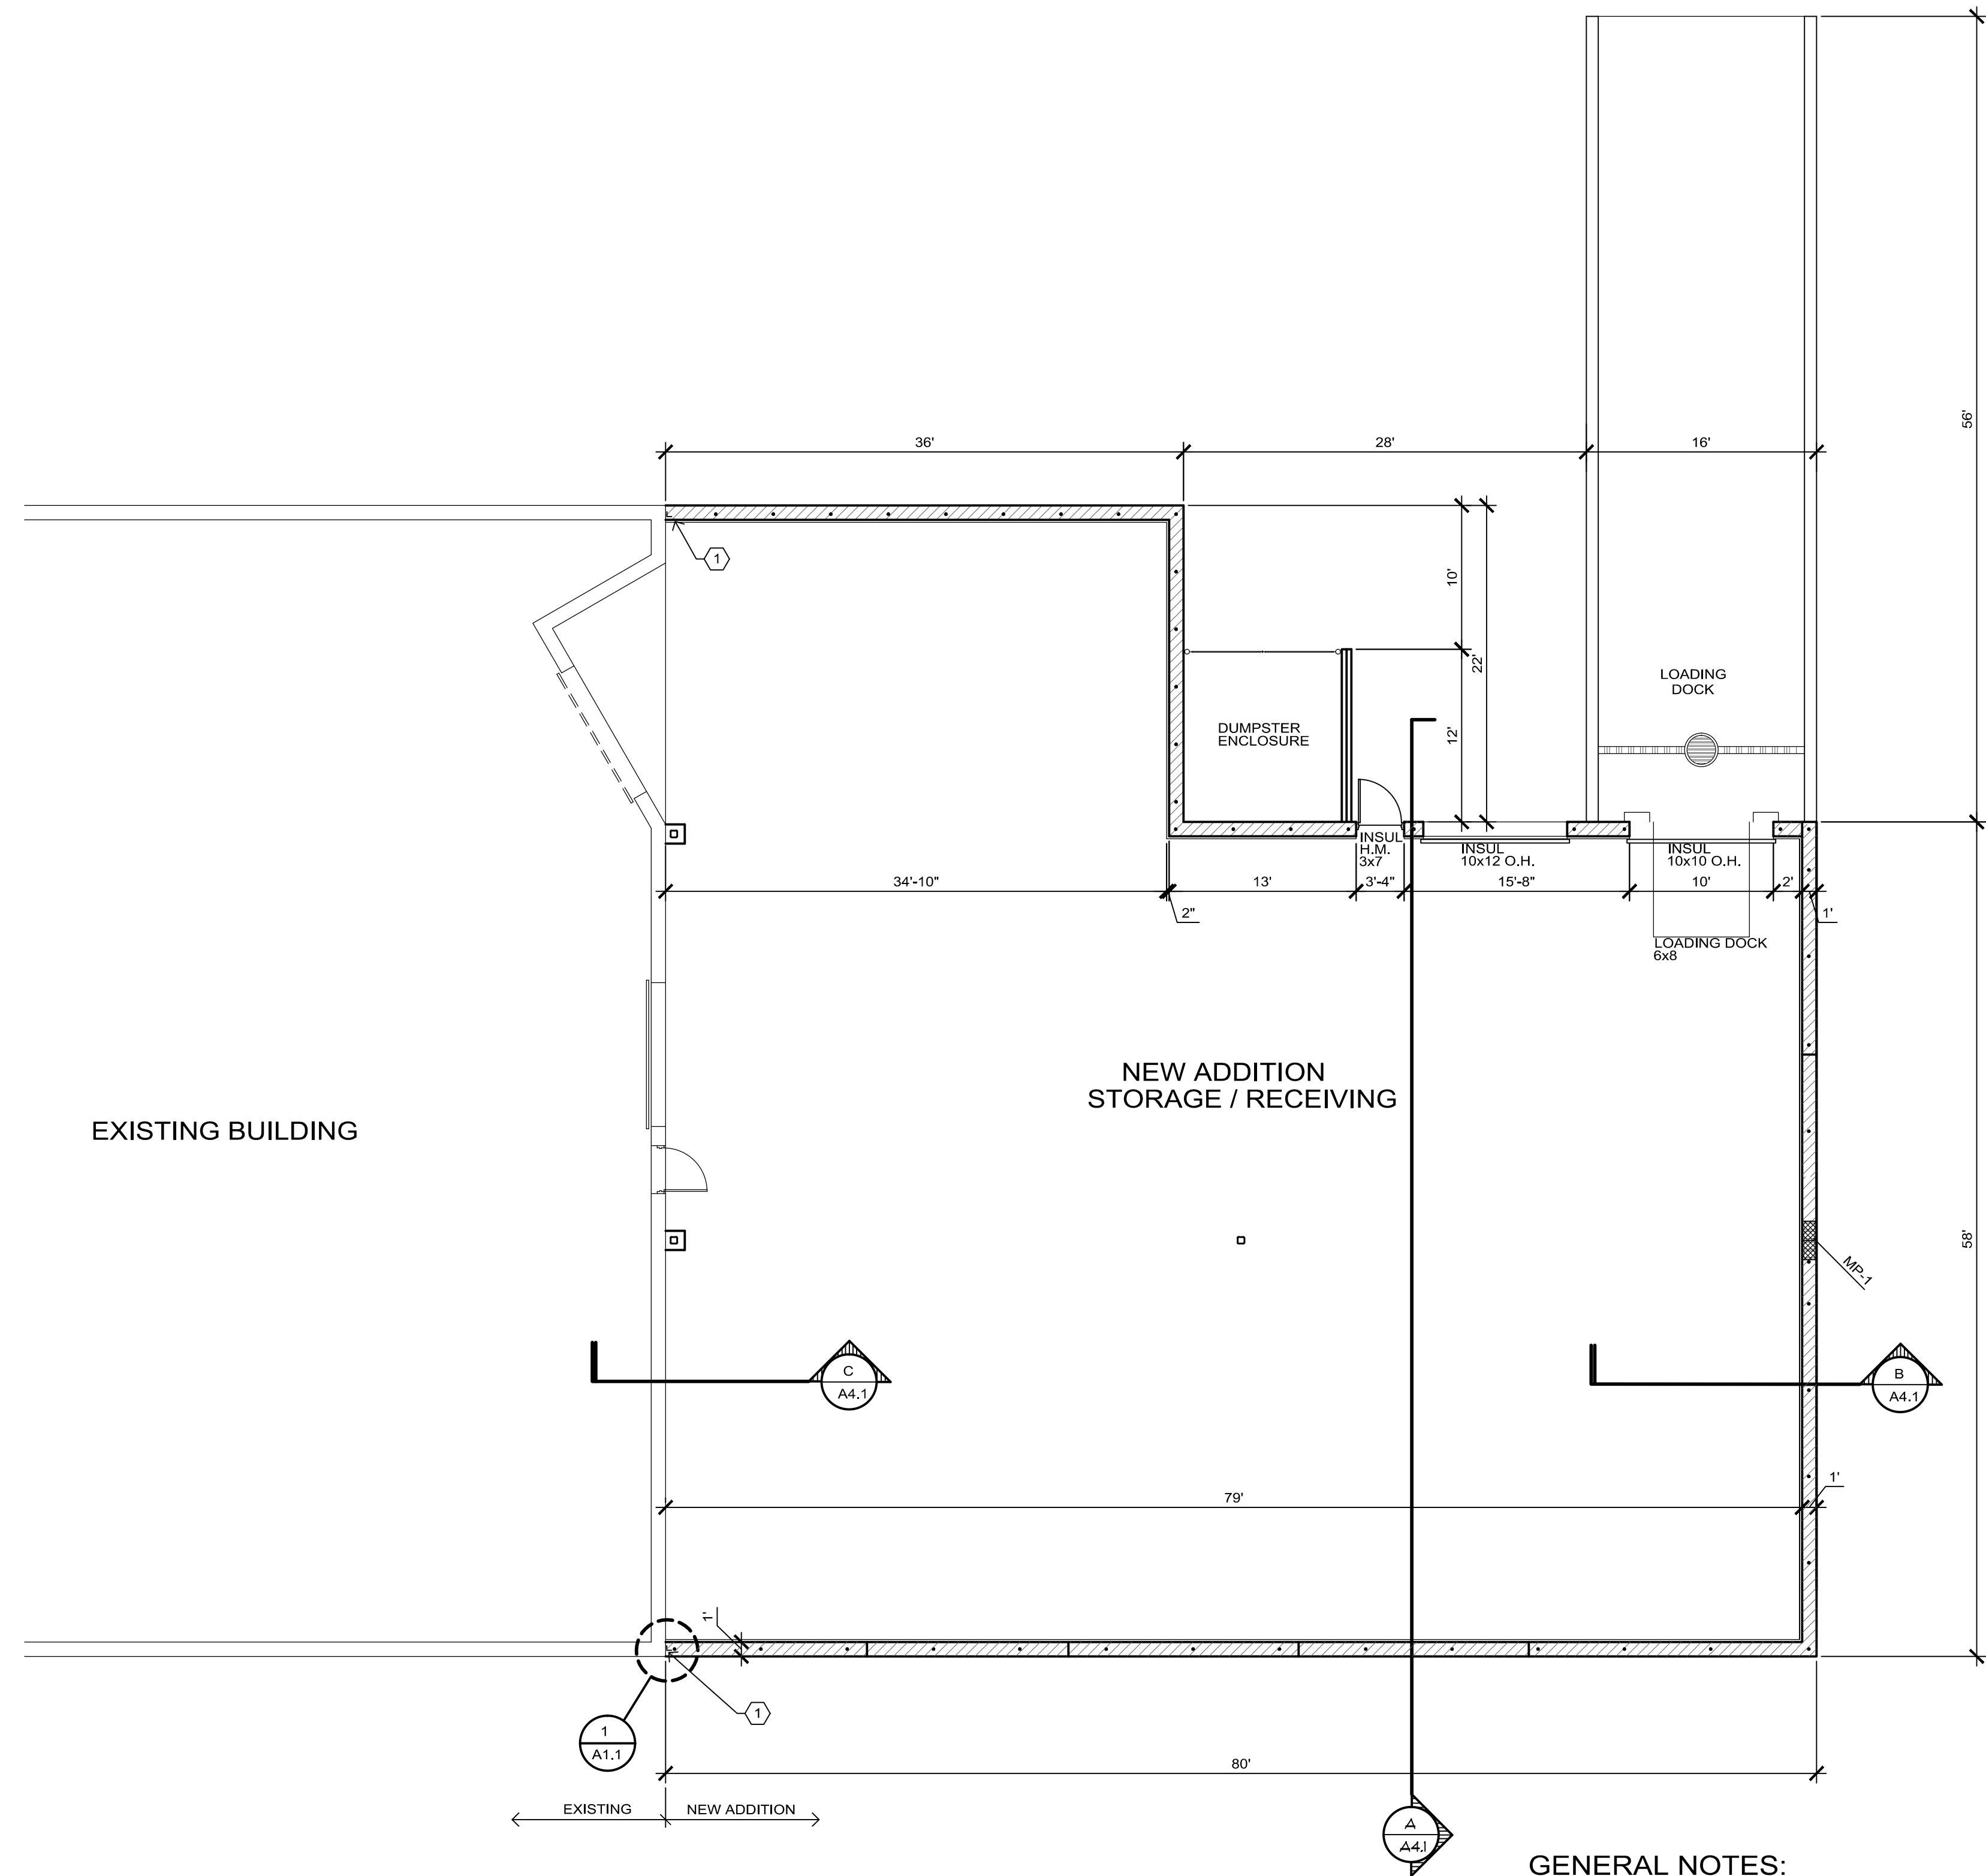 56'
36'
28'
16'
1
10'
22'
12'
LOADING
DOCK
DUMPSTER
ENCLOSURE
INSUL
H.M.
3x7
INSUL
10x12 O.H.
INSUL
10x10 O.H.
34'-10"
13'
3'-4"
15'-8"
10'
2'
2"
1'
LOADING DOCK
6x8
NEW ADDITION
STORAGE / RECEIVING
EXISTING BUILDING
58'
MP-1
C
A4.1
B
A4.1
79'
1'
1'
1
1
A1.1
80'
EXISTING
NEW ADDITION
A
A4.1
GENERAL NOTES: